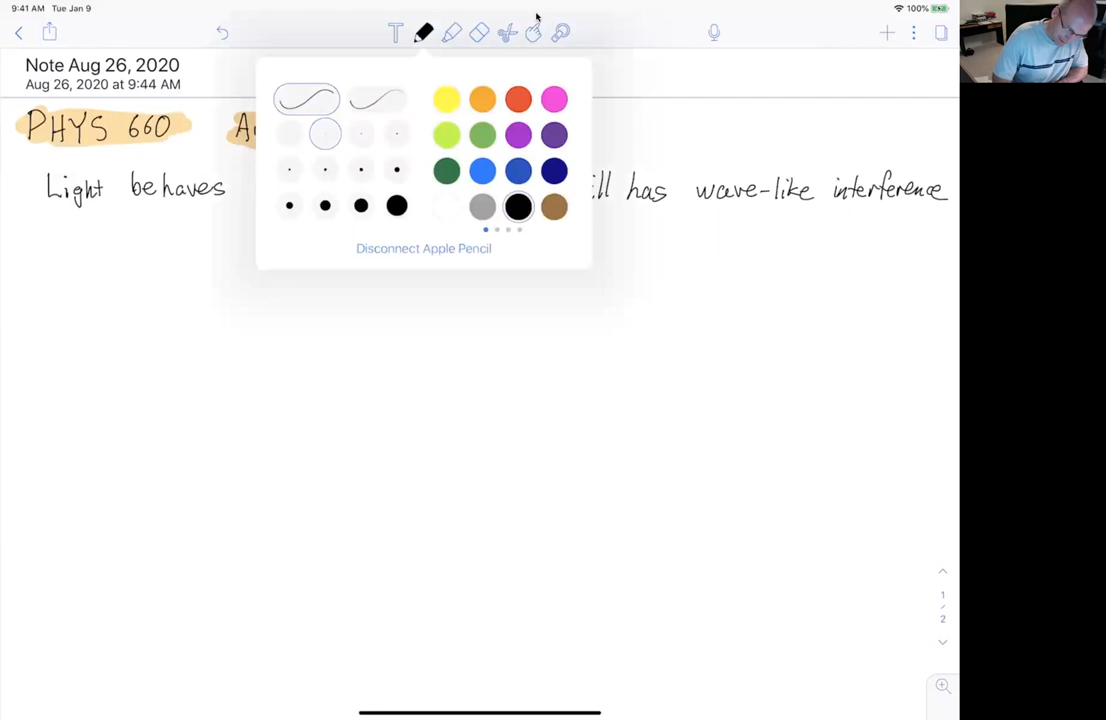 9:41 AM Tue Jan 9
100%
Note Aug 26, 2020
Aug 26, 2020 at 9:44 AM
PHYS 660
Light behaves has wave-like interference
T
Disconnect Apple Pencil
1
/
2